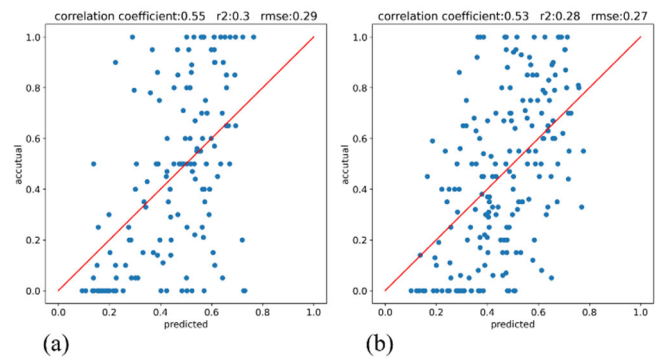 correlation coefficient:0.55 r2:0.3 rmse:0.29
1.0
0.8
0.6
0.4
0.2
0.0
accutual
0.0 0.2 0.4 0.6 0.8 1.0
predicted
(a)
correlation coefficient:0.53 r2:0.28 rmse:0.27
1.0
0.8
0.6
0.4
0.2
0.0
accutual
0.0 0.2 0.4 0.6 0.8 1.0
predicted
(b)